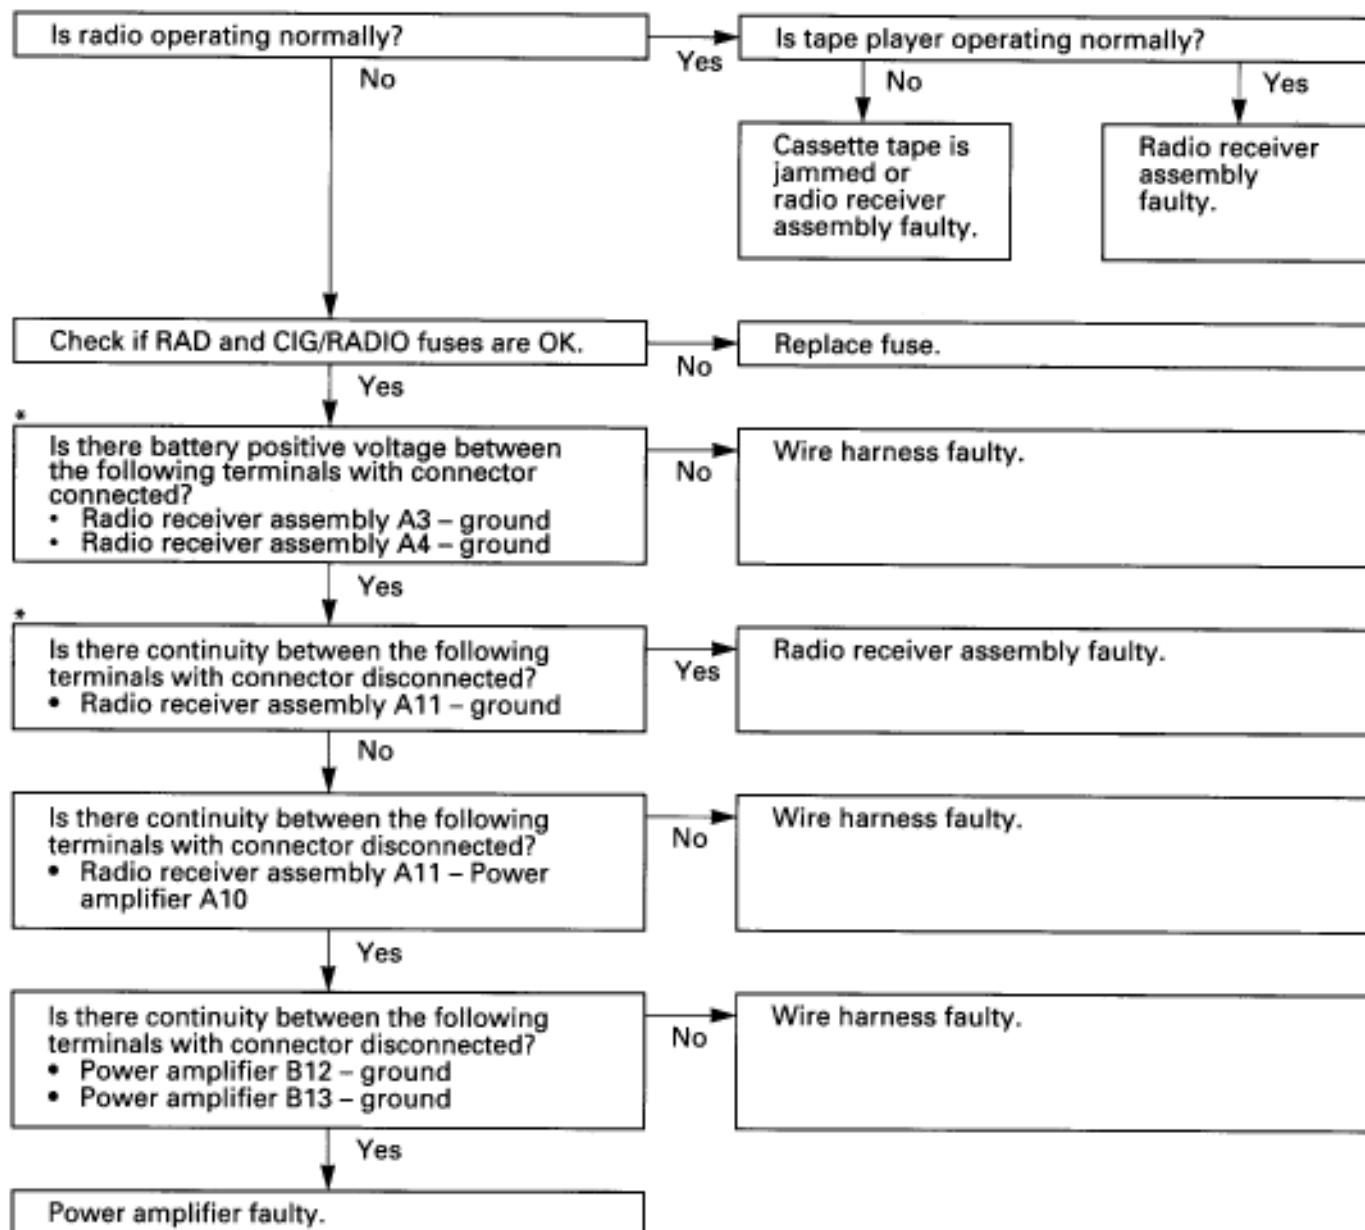 Is radio operating normally?
Yes
Is tape player operating normally?
No
No
Yes
Cassette tape is
jammed or
radio receiver
assembly faulty.
Radio receiver
assembly
faulty.
Check if RAD and CIG/RADIO fuses are OK.
No
Replace fuse.
Yes
*
Is there battery positive voltage between
the following terminals with connector
connected?
• Radio receiver assembly A3 – ground
• Radio receiver assembly A4 – ground
No
Wire harness faulty.
Yes
*
Is there continuity between the following
terminals with connector disconnected?
• Radio receiver assembly A11 – ground
Yes
Radio receiver assembly faulty.
No
Is there continuity between the following
terminals with connector disconnected?
• Radio receiver assembly A11 – Power
amplifier A10
No
Wire harness faulty.
Yes
Is there continuity between the following
terminals with connector disconnected?
• Power amplifier B12 – ground
• Power amplifier B13 – ground
No
Wire harness faulty.
Yes
Power amplifier faulty.